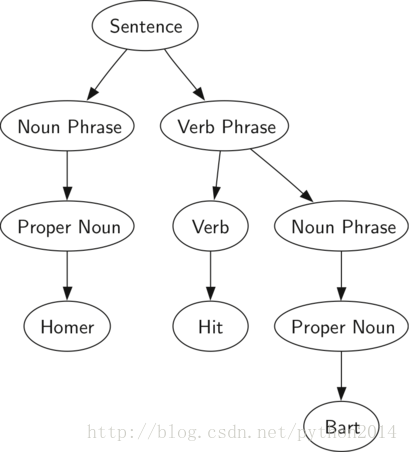 Sentence
Noun Phrase Verb Phrase
Proper Noun Verb Noun Phrase
Homer Hit Proper Noun
http://blog.csdn.net/python2014
Bart